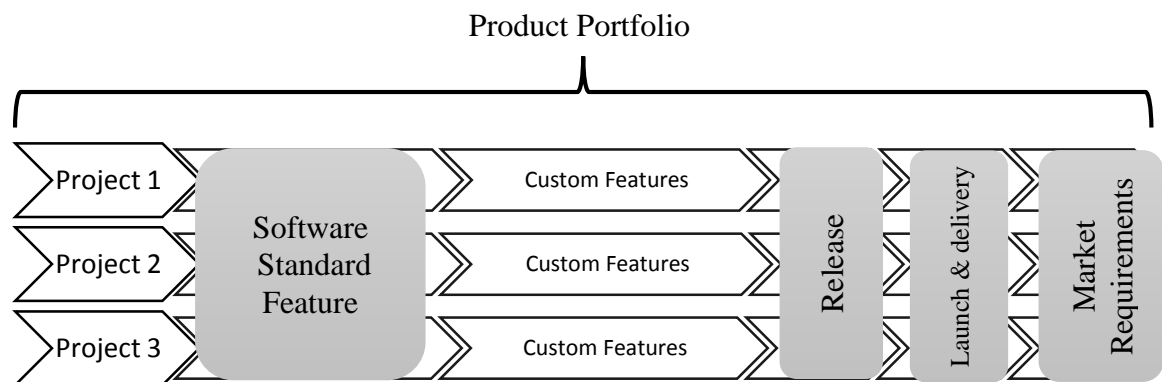 Product Portfolio
Project 1
Custom Features
Project 2
Custom Features
Project 3
Custom Features
Software
Standard
Feature
Release
Launch & delivery
Market
Requirements